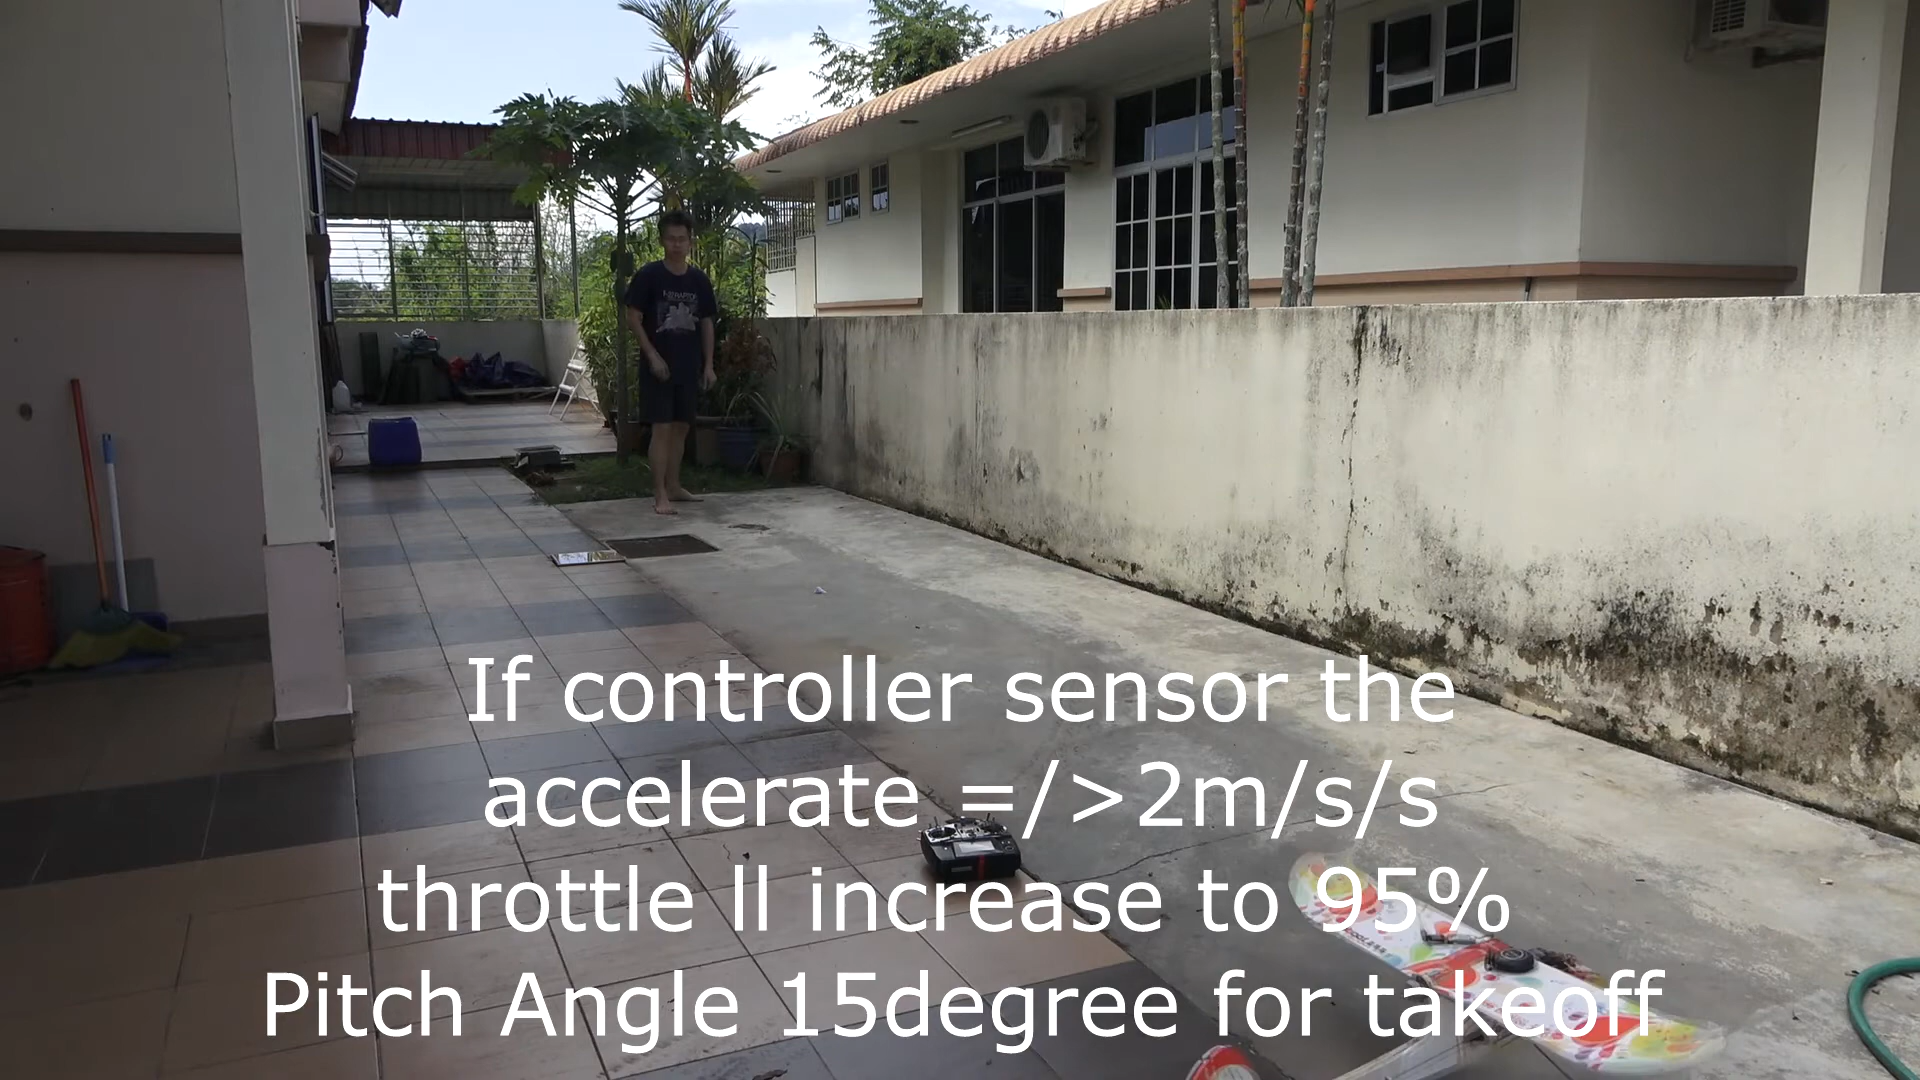 If controller sensor the
accelerate =/>2m/s/s
throttle ll increase to 95%
Pitch Angle 15degree for takeoff